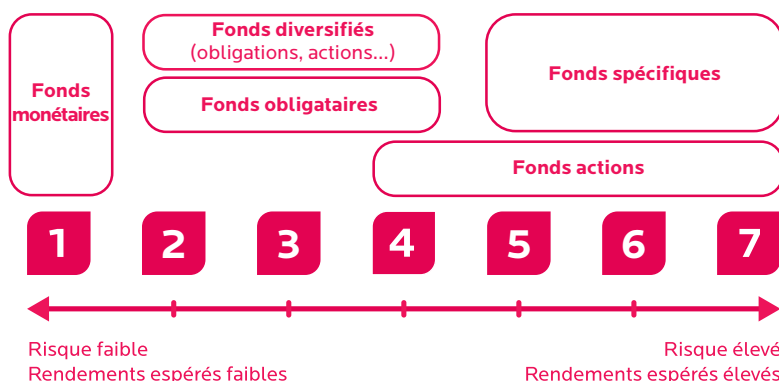 Fonds
monétaires
Fonds diversifiés
(obligations, actions...)
Fonds obligataires
Fonds spécifiques
Fonds actions
1 2 3 4 5 6 7
Risque faible
Rendements espérés faibles
Risque élevé
Rendements espérés élevés